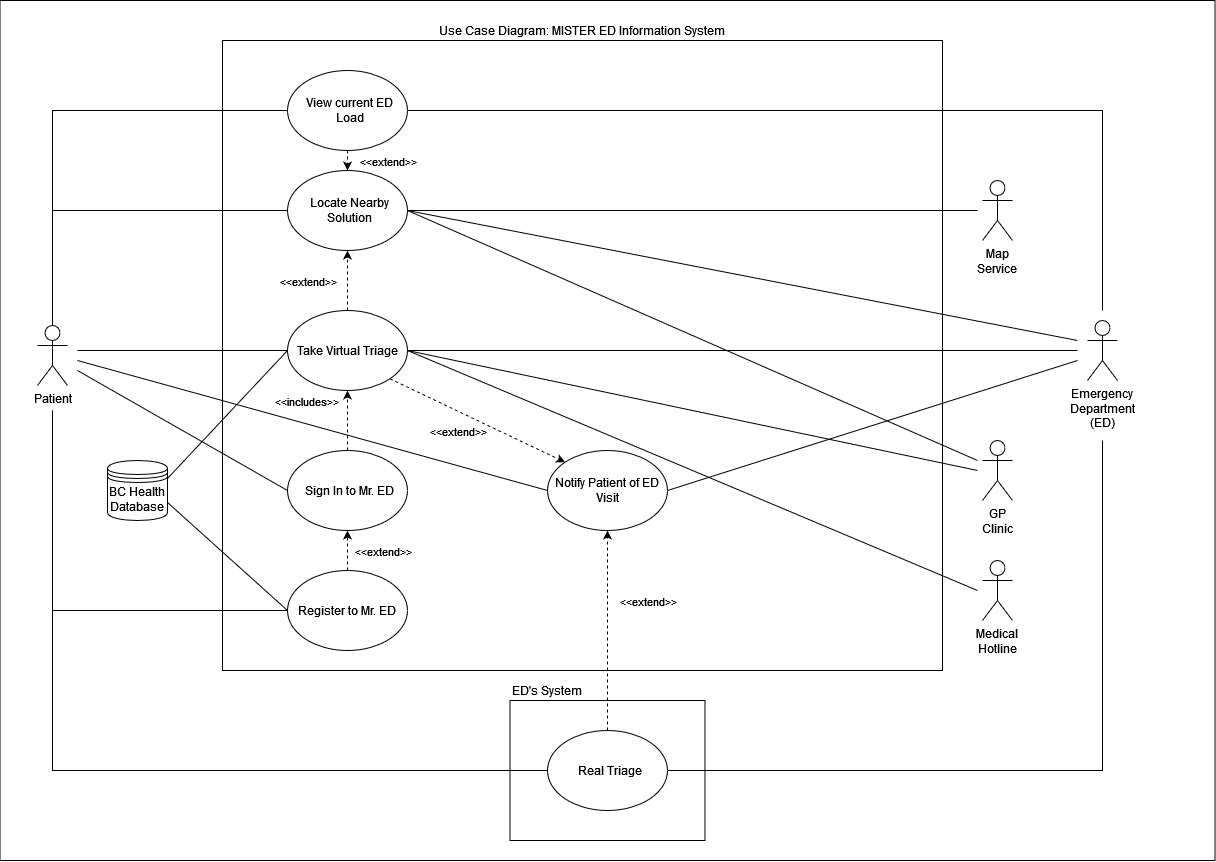 Use Case Diagram: MISTER ED Information System
View current ED
Load
<<extend>>
Locate Nearby
Solution
Map
Service
<<extend>>
Take Virtual Triage
Patient
Emergency
Department
(ED)
<<includes>>
<<extend>>
BC Health
Database
Sign In to Mr. ED
Notify Patient of ED
Visit
GP
Clinic
<<extend>>
Register to Mr. ED
<<extend>>
Medical
Hotline
ED's System
Real Triage